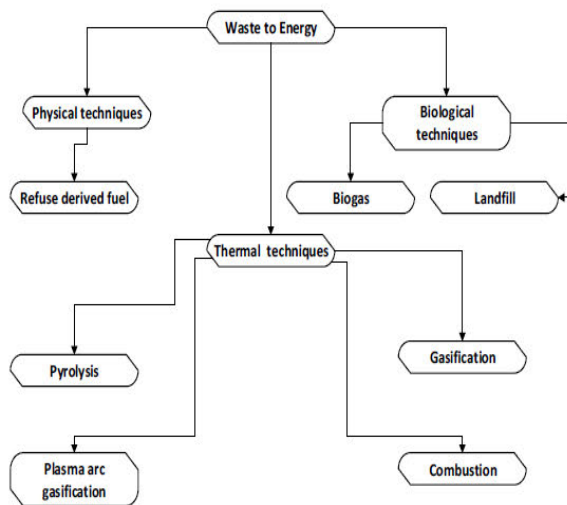 Waste to Energy
Physical techniques
Biological
techniques
Refuse derived fuel
Biogas
Landfill
Thermal techniques
Pyrolysis
Gasification
Plasma arc
gasification
Combustion